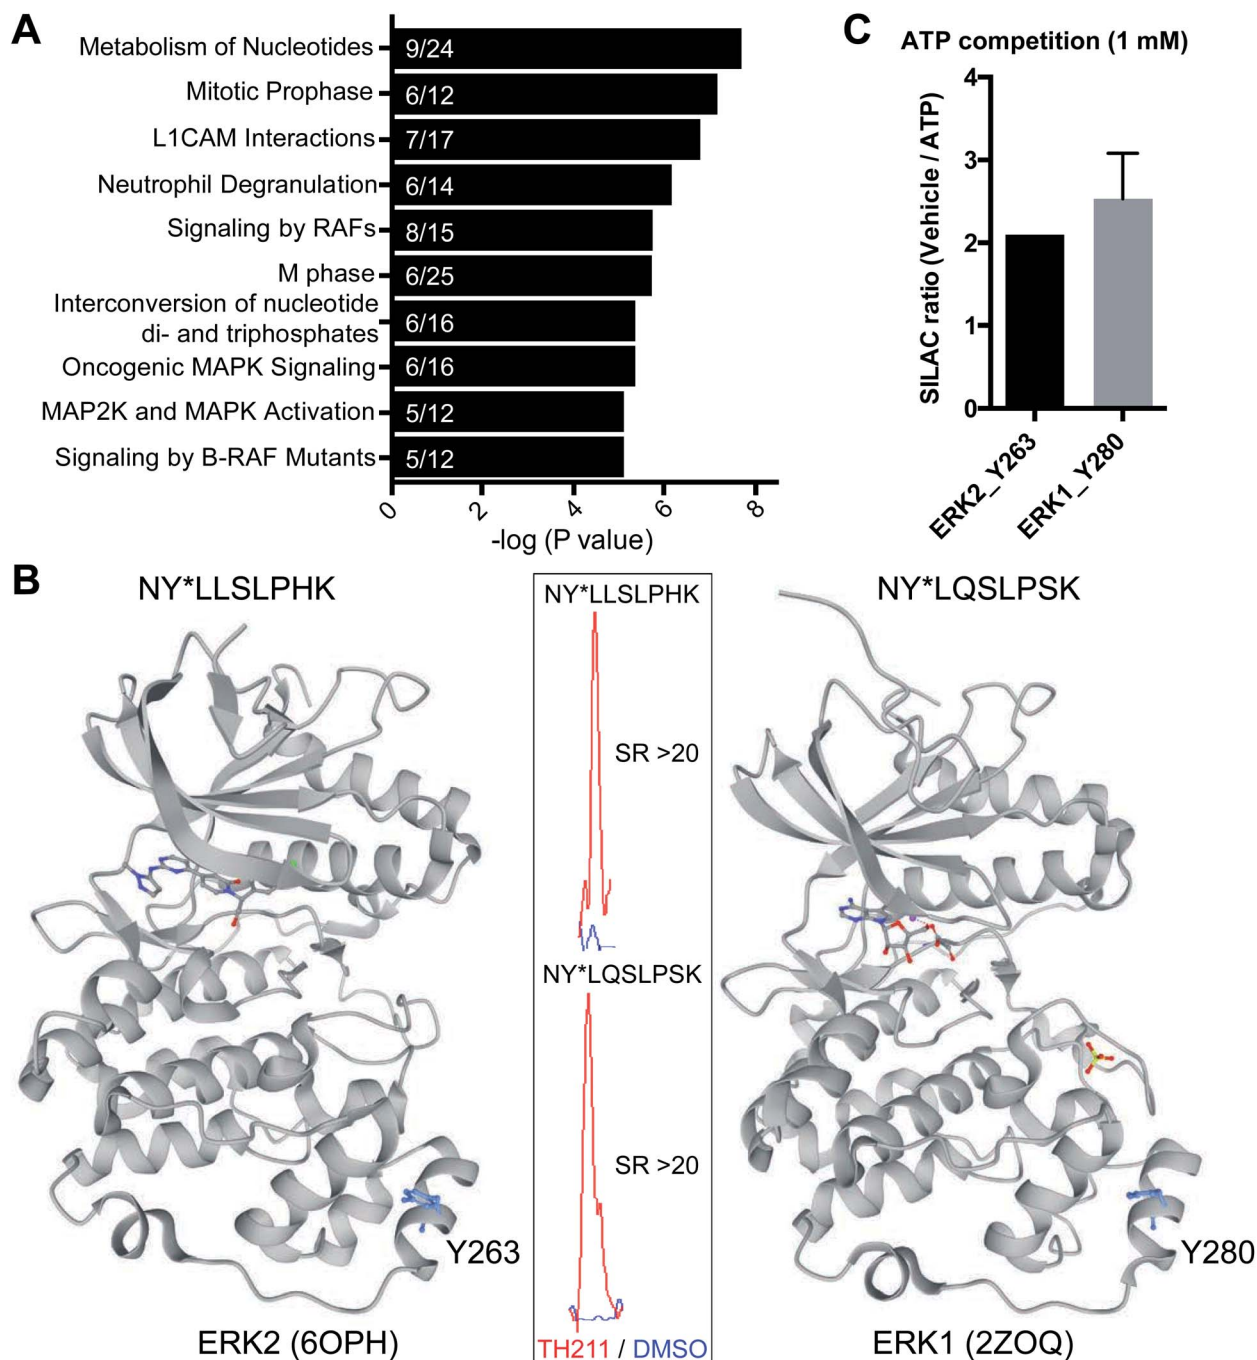 A
Metabolism of Nucleotides 9/24
Mitotic Prophase 6/12
L1CAM Interactions 7/17
Neutrophil Degranulation 6/14
Signaling by RAFs 8/15
M phase 6/25
Interconversion of nucleotide
di- and triphosphates 6/16
Oncogenic MAPK Signaling 6/16
MAP2K and MAPK Activation 5/12
Signaling by B-RAF Mutants 5/12
0 2 4 6 8
-log (P value)
C
ATP competition (1 mM)
SILAC ratio (Vehicle / ATP)
4
3
2
1
0
ERK2_Y263
ERK1_Y280
B
NY*LLSLPHK
Y263
ERK2 (6OPH)
NY*LLSLPHK
SR >20
NY*LQSLPSK
SR >20
TH211 / DMSO
NY*LQSLPSK
Y280
ERK1 (2ZOQ)